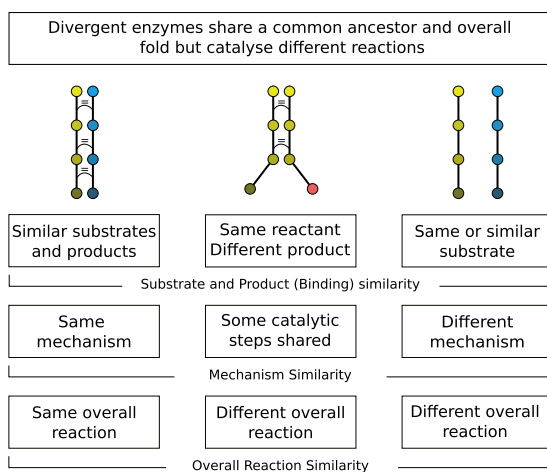 Divergent enzymes share a common ancestor and overall
fold but catalyse different reactions
≡ ≡
≡
≡ ≡
≡
Similar substrates
and products
Same reactant
Different product
Same or similar
substrate
Substrate and Product (Binding) similarity
Same
mechanism
Some catalytic
steps shared
Different
mechanism
Mechanism Similarity
Same overall
reaction
Different overall
reaction
Different overall
reaction
Overall Reaction Similarity